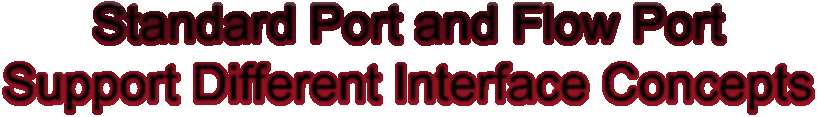 Standard Port and Flow Port
Support Different Interface Concepts